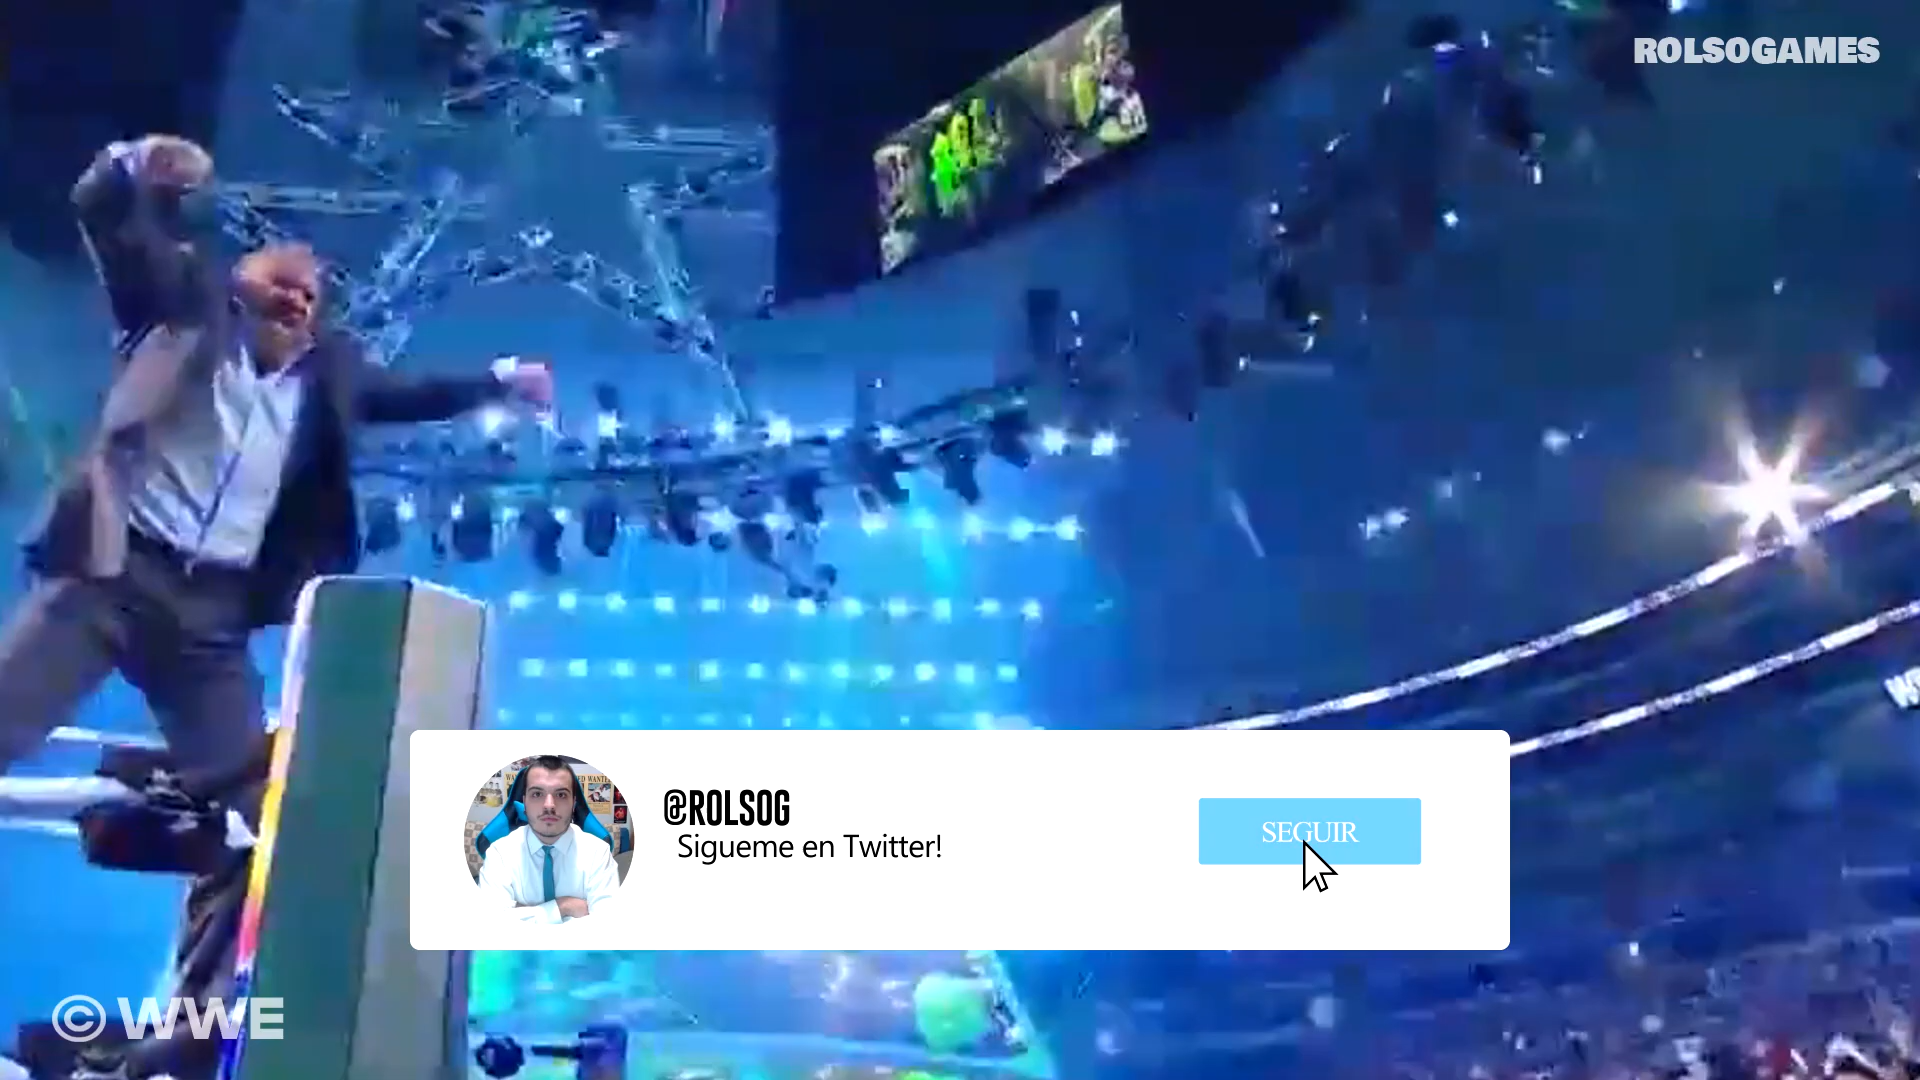 ROLSOGAMES
@ROLSOG
Sigueme en Twitter!
SEGUIR
© WWE